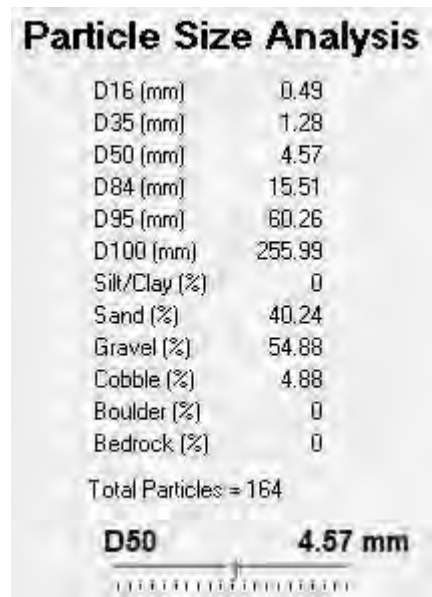 Particle Size Analysis
D16 (mm) 0.49
D35 (mm) 1.28
D50 (mm) 4.57
D84 (mm) 15.51
D95 (mm) 60.26
D100 (mm) 255.99
Silt/Clay (%) 0
Sand (%) 40.24
Gravel (%) 54.88
Cobble (%) 4.88
Boulder (%) 0
Bedrock (%) 0
Total Particles = 164
D50 4.57 mm